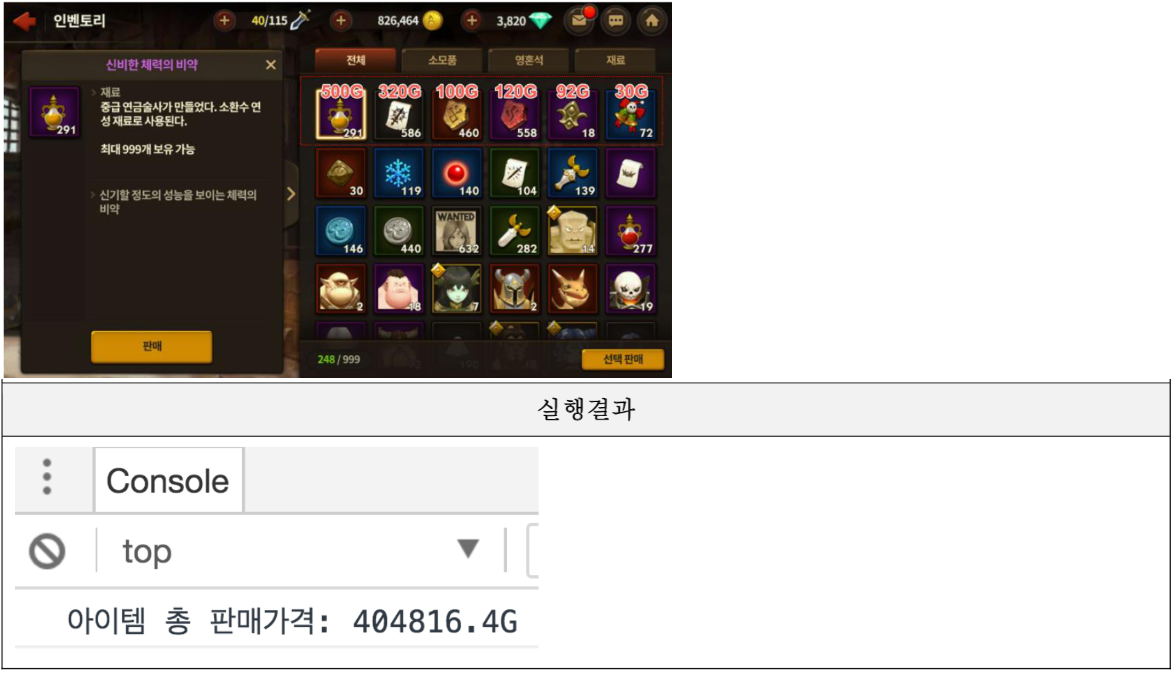 인벤토리
40/115
826,464
3,820
신비한 체력의 비약
291
재료
중급 연금술사가 만들었다. 소환수 연
성 재료로 사용된다.
최대 999개 보유 가능
신기할 정도의 성능을 보이는 체력의
비약
판매
전체 소모품 영혼석 재료
500G 320G 100G 120G 92G 30G
291 586 460 558 18 72
30 119 140 104 139
WANTED
146 440 632 282 14 277
2 18 7 2 19
248 / 999
선택 판매
실행결과
Console
top
아이템 총 판매가격: 404816.4G